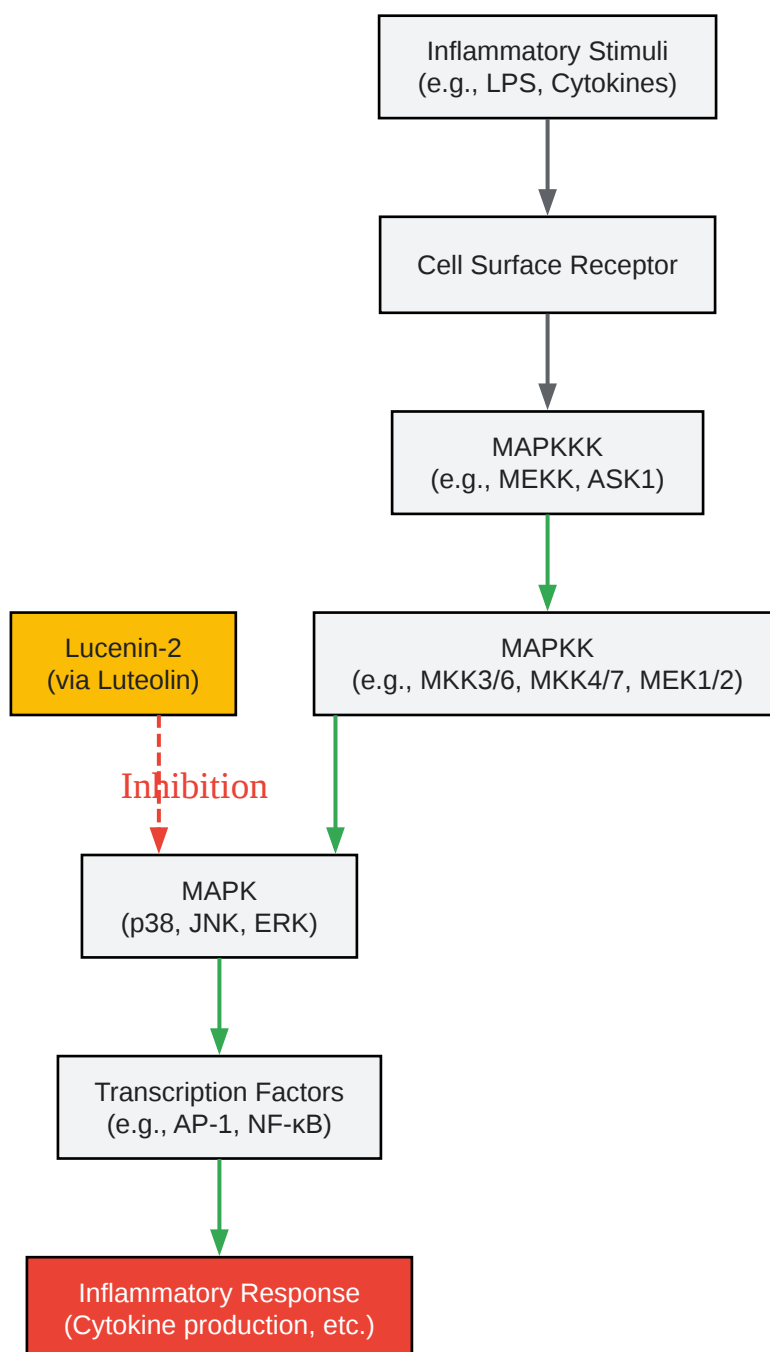 Inflammatory Stimuli
(e.g., LPS, Cytokines)
Cell Surface Receptor
MAPKKK
(e.g., MEKK, ASK1)
Lucenin-2
(via Luteolin)
MAPKK
(e.g., MKK3/6, MKK4/7, MEK1/2)
Inhibition
MAPK
(p38, JNK, ERK)
Transcription Factors
(e.g., AP-1, NF-κB)
Inflammatory Response
(Cytokine production, etc.)